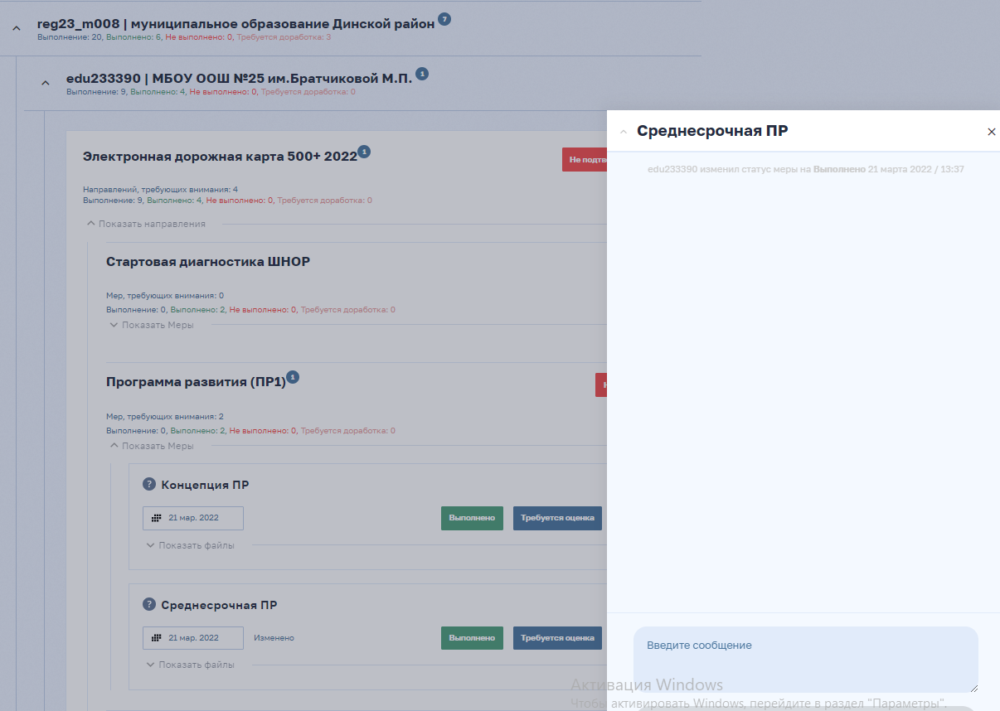 reg23_m008 | муниципальное образование Динской район 7
Выполнение: 20, Выполнено: 6, Не выполнено: 0, Требуется доработка: 3
edu233390 | МБОУ ООШ №25 им.Братчиковой М.П. 1
Выполнение: 9, Выполнено: 4, Не выполнено: 0, Требуется доработка: 0
Электронная дорожная карта 500+ 2022 1
Не подтв
Направлений, требующих внимания: 4
Выполнение: 9, Выполнено: 4, Не выполнено: 0, Требуется доработка: 0
Показать направления
Стартовая диагностика ШНОР
Мер, требующих внимания: 0
Выполнение: 0, Выполнено: 2, Не выполнено: 0, Требуется доработка: 0
Показать Меры
Программа развития (ПР1) 1
Мер, требующих внимания: 2
Выполнение: 0, Выполнено: 2, Не выполнено: 0, Требуется доработка: 0
Показать Меры
? Концепция ПР
21 мар. 2022 Выполнено Требуется оценка
Показать файлы
? Среднесрочная ПР
21 мар. 2022 Изменено Выполнено Требуется оценка
Показать файлы
Среднесрочная ПР
edu233390 изменил статус меры на Выполнено 21 марта 2022 / 13:37
Введите сообщение
Активация Windows
Чтобы активировать Windows, перейдите в раздел "Параметры".